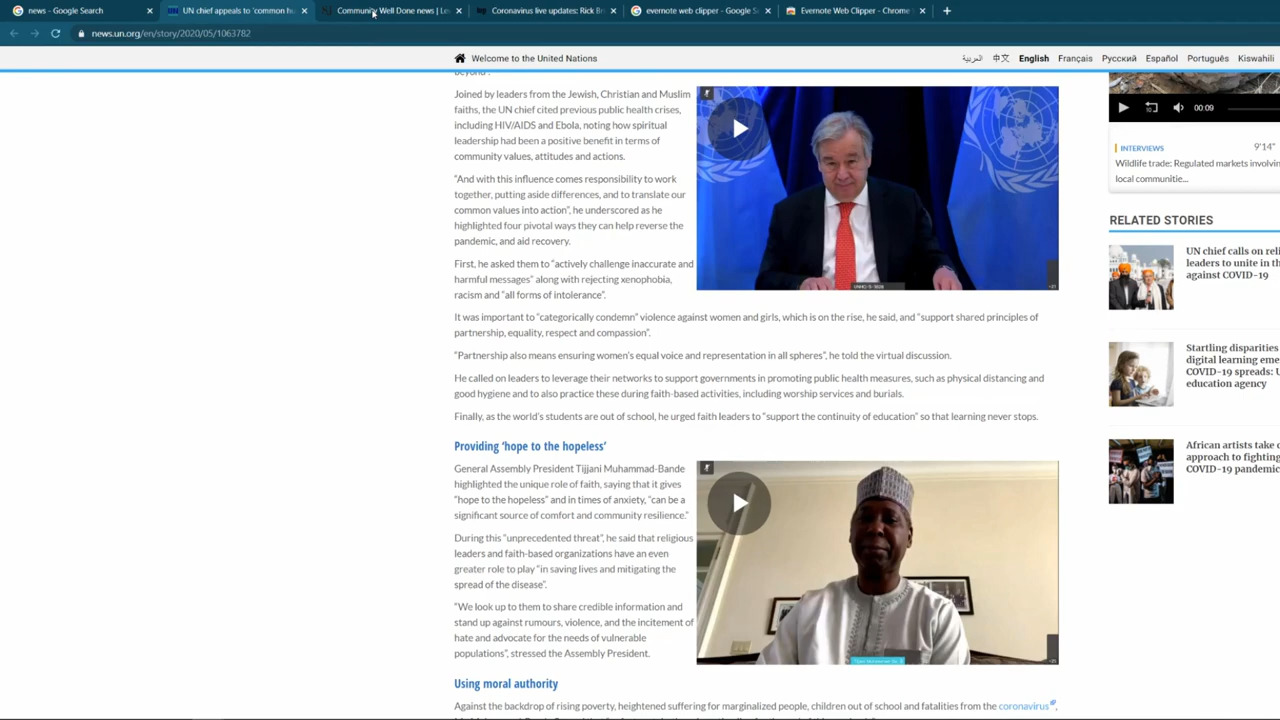 news - Google Search
UN chief appeals to 'common hu
Community Well Done news | Le
Coronavirus live updates: Rick Br
evernote web clipper - Google S
Evernote Web Clipper - Chrome
news.un.org/en/story/2020/05/1063782
Welcome to the United Nations
العربية 中文 English Français Русский Español Português Kiswahili
beyond".
Joined by leaders from the Jewish, Christian and Muslim
faiths, the UN chief cited previous public health crises,
including HIV/AIDS and Ebola, noting how spiritual
leadership had been a positive benefit in terms of
community values, attitudes and actions.
“And with this influence comes responsibility to work
together, putting aside differences, and to translate our
common values into action”, he underscored as he
highlighted four pivotal ways they can help reverse the
pandemic, and aid recovery.
First, he asked them to “actively challenge inaccurate and
harmful messages” along with rejecting xenophobia,
racism and “all forms of intolerance”.
It was important to “categorically condemn” violence against women and girls, which is on the rise, he said, and “support shared principles of
partnership, equality, respect and compassion”.
“Partnership also means ensuring women’s equal voice and representation in all spheres”, he told the virtual discussion.
He called on leaders to leverage their networks to support governments in promoting public health measures, such as physical distancing and
good hygiene and to also practice these during faith-based activities, including worship services and burials.
Finally, as the world’s students are out of school, he urged faith leaders to “support the continuity of education” so that learning never stops.
Providing ‘hope to the hopeless’
General Assembly President Tijjani Muhammad-Bande
highlighted the unique role of faith, saying that it gives
“hope to the hopeless” and in times of anxiety, “can be a
significant source of comfort and community resilience.”
During this “unprecedented threat”, he said that religious
leaders and faith-based organizations have an even
greater role to play “in saving lives and mitigating the
spread of the disease”.
“We look up to them to share credible information and
stand up against rumours, violence, and the incitement of
hate and advocate for the needs of vulnerable
populations”, stressed the Assembly President.
Using moral authority
Against the backdrop of rising poverty, heightened suffering for marginalized people, children out of school and fatalities from the coronavirus,
10
00:09
INTERVIEWS
9'14"
Wildlife trade: Regulated markets involvin
local communitie...
RELATED STORIES
UN chief calls on reli
leaders to unite in th
against COVID-19
Startling disparities
digital learning eme
COVID-19 spreads: U
education agency
African artists take c
approach to fighting
COVID-19 pandemic